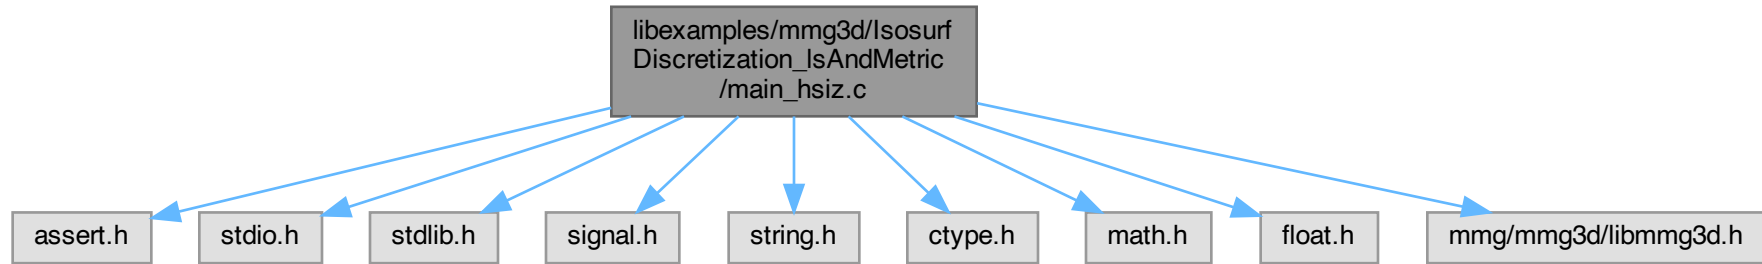 libexamples/mmg3d/Isosurf
Discretization_lsAndMetric
/main_hsiz.c
assert.h
stdio.h
stdlib.h
signal.h
string.h
ctype.h
math.h
float.h
mmg/mmg3d/libmmg3d.h